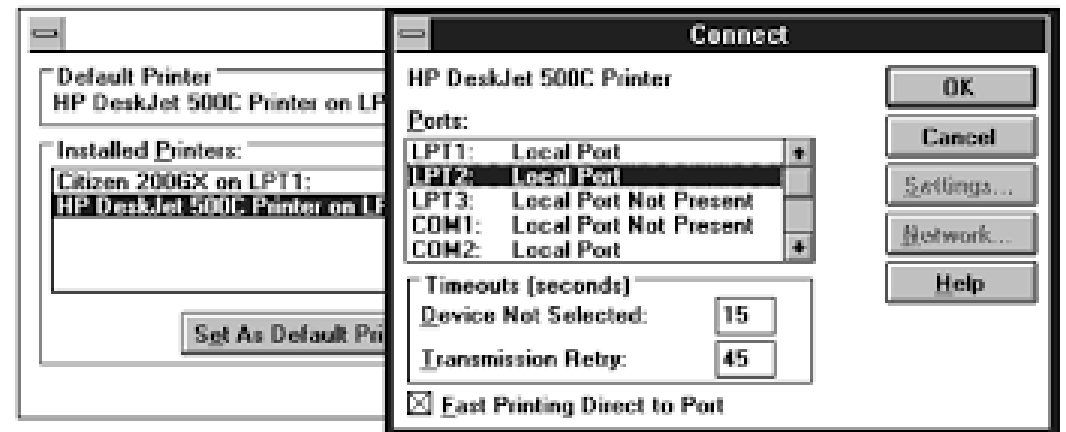 Default Printer
HP DeskJet 500C Printer on LP
Installed Printers:
Citizen 200GX on LPT1:
HP DeskJet 500C Printer on LP
Set As Default Pri
Connect
HP DeskJet 500C Printer
Ports:
LPT1: Local Port
LPT2: Local Port
LPT3: Local Port Not Present
COM1: Local Port Not Present
COM2: Local Port
Timeouts (seconds)
Device Not Selected: 15
Transmission Retry: 45
Fast Printing Direct to Port
OK
Cancel
Settings...
Network...
Help